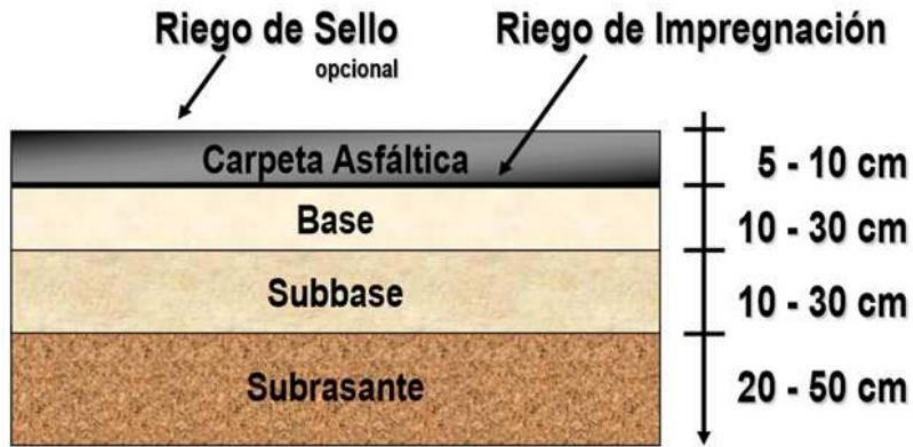 Riego de Sello
opcional
Riego de Impregnación
Carpeta Asfáltica
5 - 10 cm
Base
10 - 30 cm
Subbase
10 - 30 cm
Subrasante
20 - 50 cm